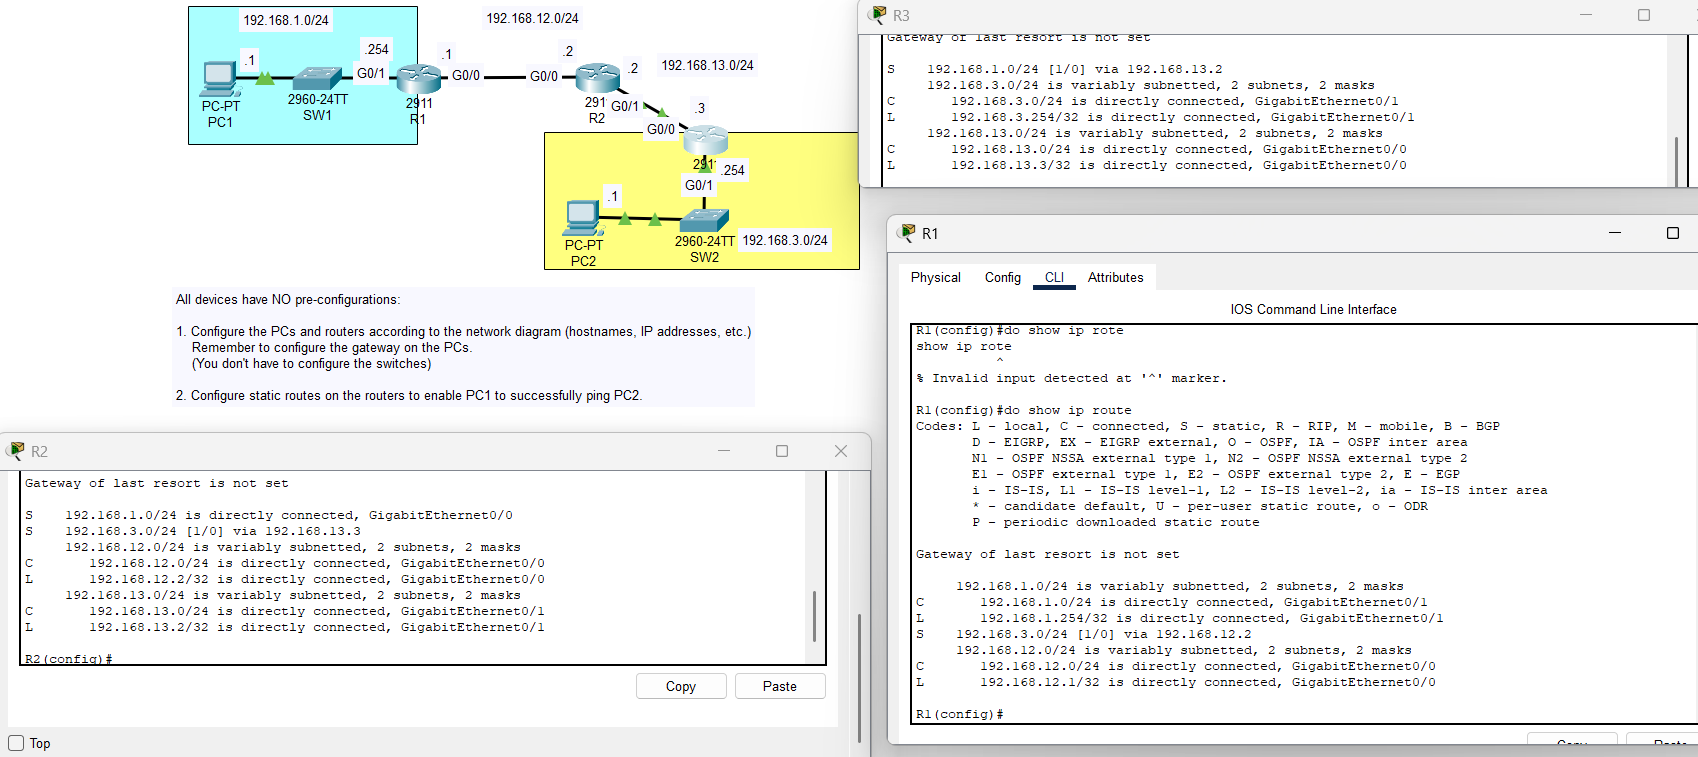 192.168.1.0/24
192.168.12.0/24
.254
.1
.1
.2
G0/1
G0/0
G0/0
.2
192.168.13.0/24
PC-PT
PC1
2960-24TT
SW1
2911
R1
291
R2
G0/1
.3
G0/0
291
.254
G0/1
.1
PC-PT
PC2
2960-24TT
SW2
192.168.3.0/24
All devices have NO pre-configurations:
1. Configure the PCs and routers according to the network diagram (hostnames, IP addresses, etc.)
Remember to configure the gateway on the PCs.
(You don't have to configure the switches)
2. Configure static routes on the routers to enable PC1 to successfully ping PC2.
R3
Gateway of last resort is not set
S    192.168.1.0/24 [1/0] via 192.168.13.2
192.168.3.0/24 is variably subnetted, 2 subnets, 2 masks
C       192.168.3.0/24 is directly connected, GigabitEthernet0/1
L       192.168.3.254/32 is directly connected, GigabitEthernet0/1
192.168.13.0/24 is variably subnetted, 2 subnets, 2 masks
C       192.168.13.0/24 is directly connected, GigabitEthernet0/0
L       192.168.13.3/32 is directly connected, GigabitEthernet0/0
R2
Gateway of last resort is not set
S    192.168.1.0/24 is directly connected, GigabitEthernet0/0
S    192.168.3.0/24 [1/0] via 192.168.13.3
192.168.12.0/24 is variably subnetted, 2 subnets, 2 masks
C       192.168.12.0/24 is directly connected, GigabitEthernet0/0
L       192.168.12.2/32 is directly connected, GigabitEthernet0/0
192.168.13.0/24 is variably subnetted, 2 subnets, 2 masks
C       192.168.13.0/24 is directly connected, GigabitEthernet0/1
L       192.168.13.2/32 is directly connected, GigabitEthernet0/1
R2(config)#
Copy
Paste
Top
R1
Physical
Config
CLI
Attributes
IOS Command Line Interface
R1(config)#do show ip rote
show ip rote
^
% Invalid input detected at '^' marker.
R1(config)#do show ip route
Codes: L - local, C - connected, S - static, R - RIP, M - mobile, B - BGP
D - EIGRP, EX - EIGRP external, O - OSPF, IA - OSPF inter area
N1 - OSPF NSSA external type 1, N2 - OSPF NSSA external type 2
E1 - OSPF external type 1, E2 - OSPF external type 2, E - EGP
i - IS-IS, L1 - IS-IS level-1, L2 - IS-IS level-2, ia - IS-IS inter area
* - candidate default, U - per-user static route, o - ODR
P - periodic downloaded static route
Gateway of last resort is not set
192.168.1.0/24 is variably subnetted, 2 subnets, 2 masks
C       192.168.1.0/24 is directly connected, GigabitEthernet0/1
L       192.168.1.254/32 is directly connected, GigabitEthernet0/1
S    192.168.3.0/24 [1/0] via 192.168.12.2
192.168.12.0/24 is variably subnetted, 2 subnets, 2 masks
C       192.168.12.0/24 is directly connected, GigabitEthernet0/0
L       192.168.12.1/32 is directly connected, GigabitEthernet0/0
R1(config)#
Copy
Paste